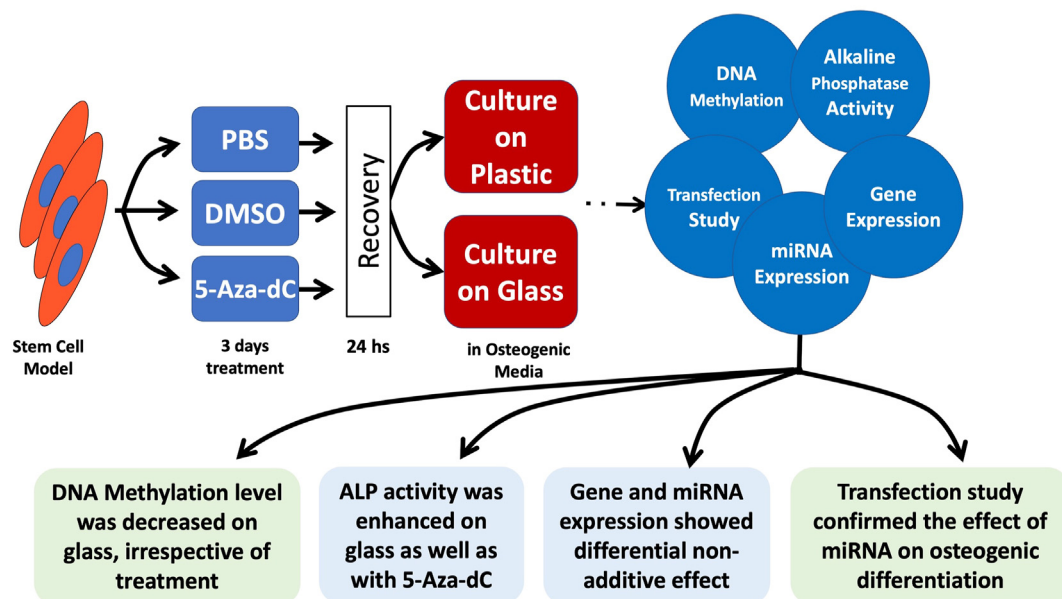 Stem Cell
Model
PBS
DMSO
5-Aza-dC
3 days
treatment
Recovery
24 hs
Culture
on
Plastic
Culture
on Glass
in Osteogenic
Media
DNA
Methylation
Alkaline
Phosphatase
Activity
Transfection
Study
Gene
Expression
miRNA
Expression
DNA Methylation level
was decreased on
glass, irrespective of
treatment
ALP activity was
enhanced on
glass as well as
with 5-Aza-dC
Gene and miRNA
expression showed
differential non-
additive effect
Transfection study
confirmed the effect of
miRNA on osteogenic
differentiation